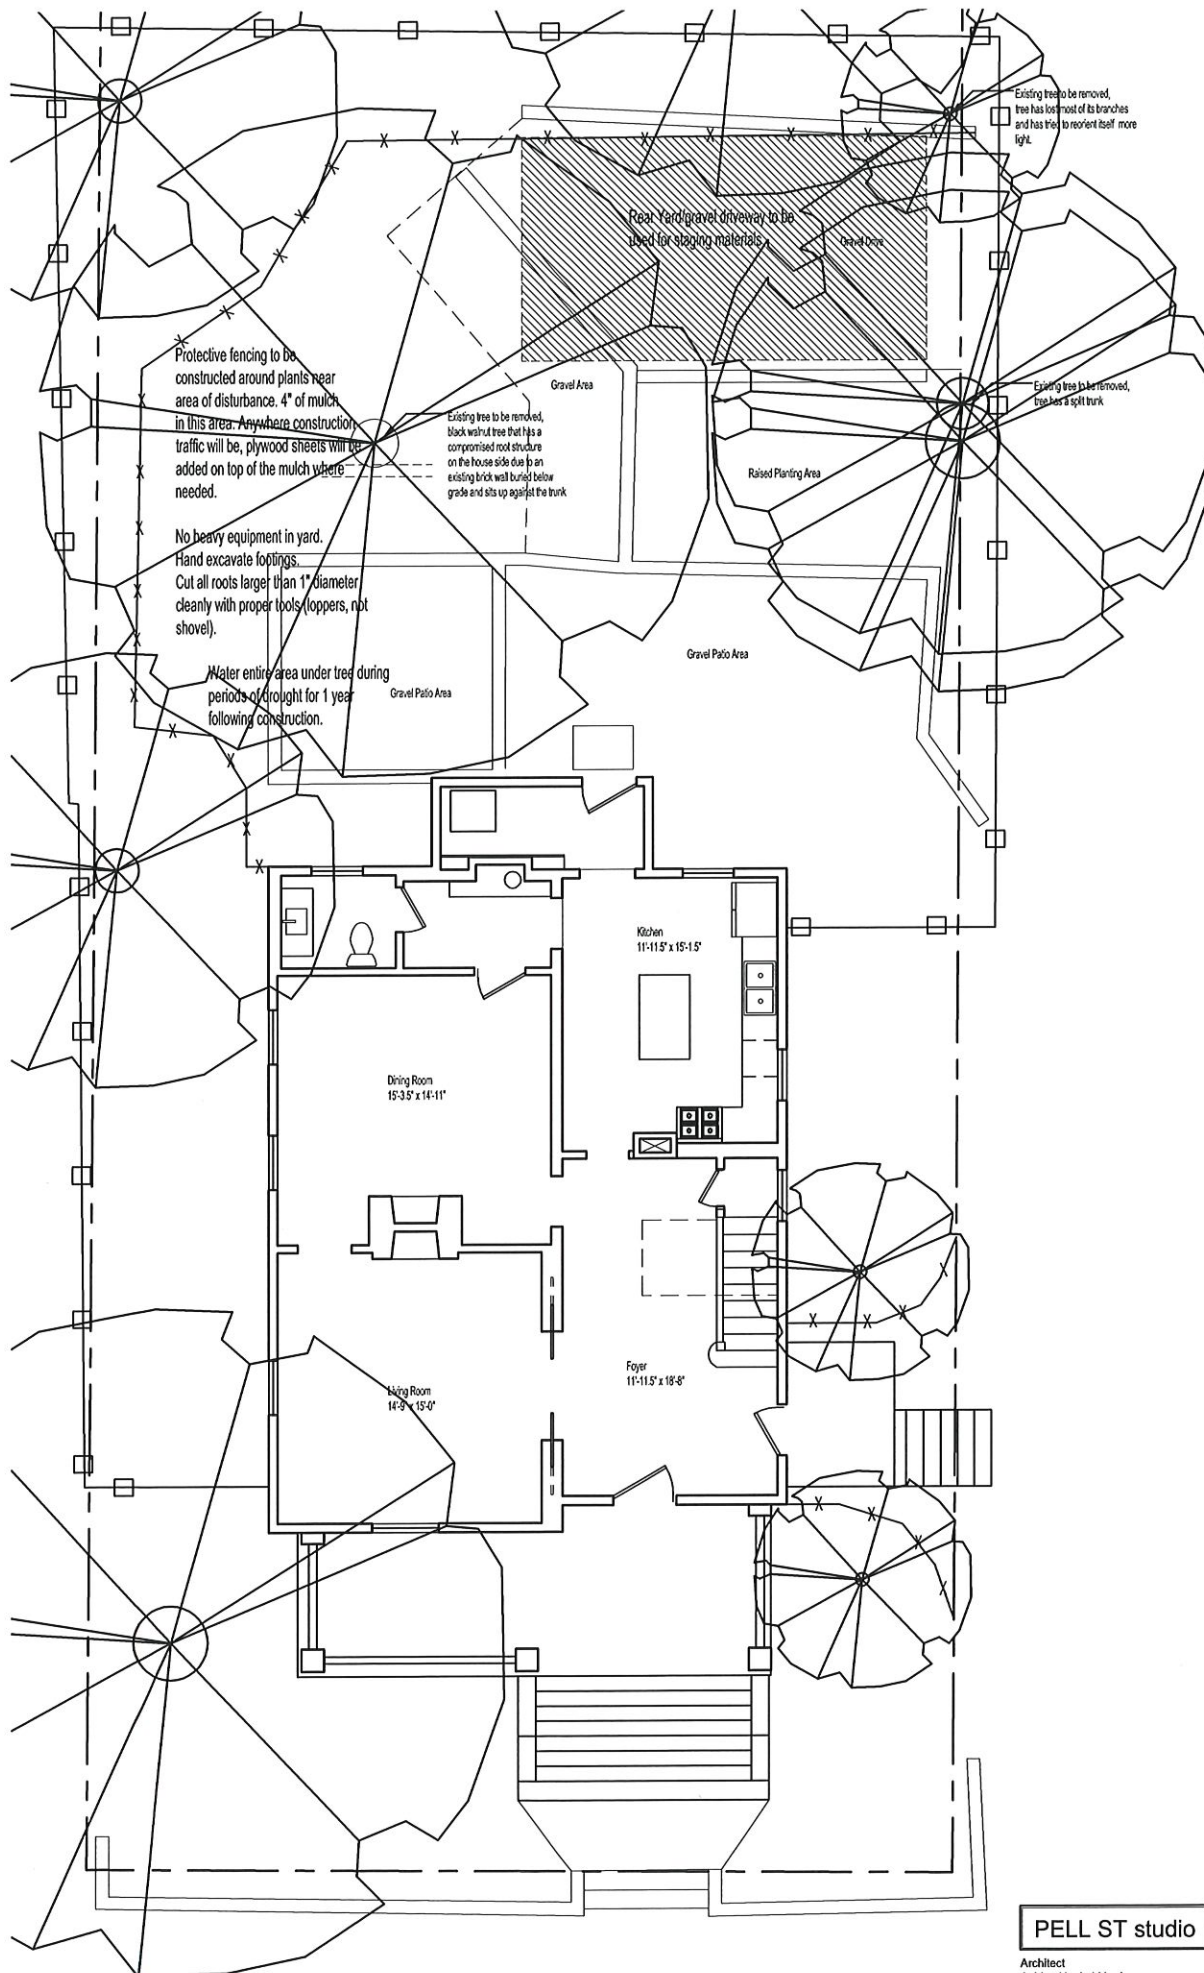 Existing tree to be removed,
tree has lost most of its branches
and has tried to reorient itself more
light.
Rear Yard/gravel driveway to be
used for staging materials
Gravel Drive
Protective fencing to be
constructed around plants near
area of disturbance. 4" of mulch
in this area. Anywhere construction
traffic will be, plywood sheets will be
added on top of the mulch where
needed.
No heavy equipment in yard.
Hand excavate footings.
Cut all roots larger than 1" diameter
cleanly with proper tools (loppers, not
shovel).
Water entire area under tree during
periods of drought for 1 year
following construction.
Gravel Area
Existing tree to be removed,
black walnut tree that has a
compromised root structure
on the house side due to an
existing brick wall buried below
grade and sits up against the trunk
Existing tree to be removed,
tree has a split trunk
Raised Planting Area
Gravel Patio Area
Gravel Patio Area
Kitchen
11'-11.5" x 15'-1.5"
Dining Room
15'-3.5" x 14'-11"
Foyer
11'-11.5" x 18'-8"
Living Room
14'-9" x 15'-0"
PELL ST studio
Architect